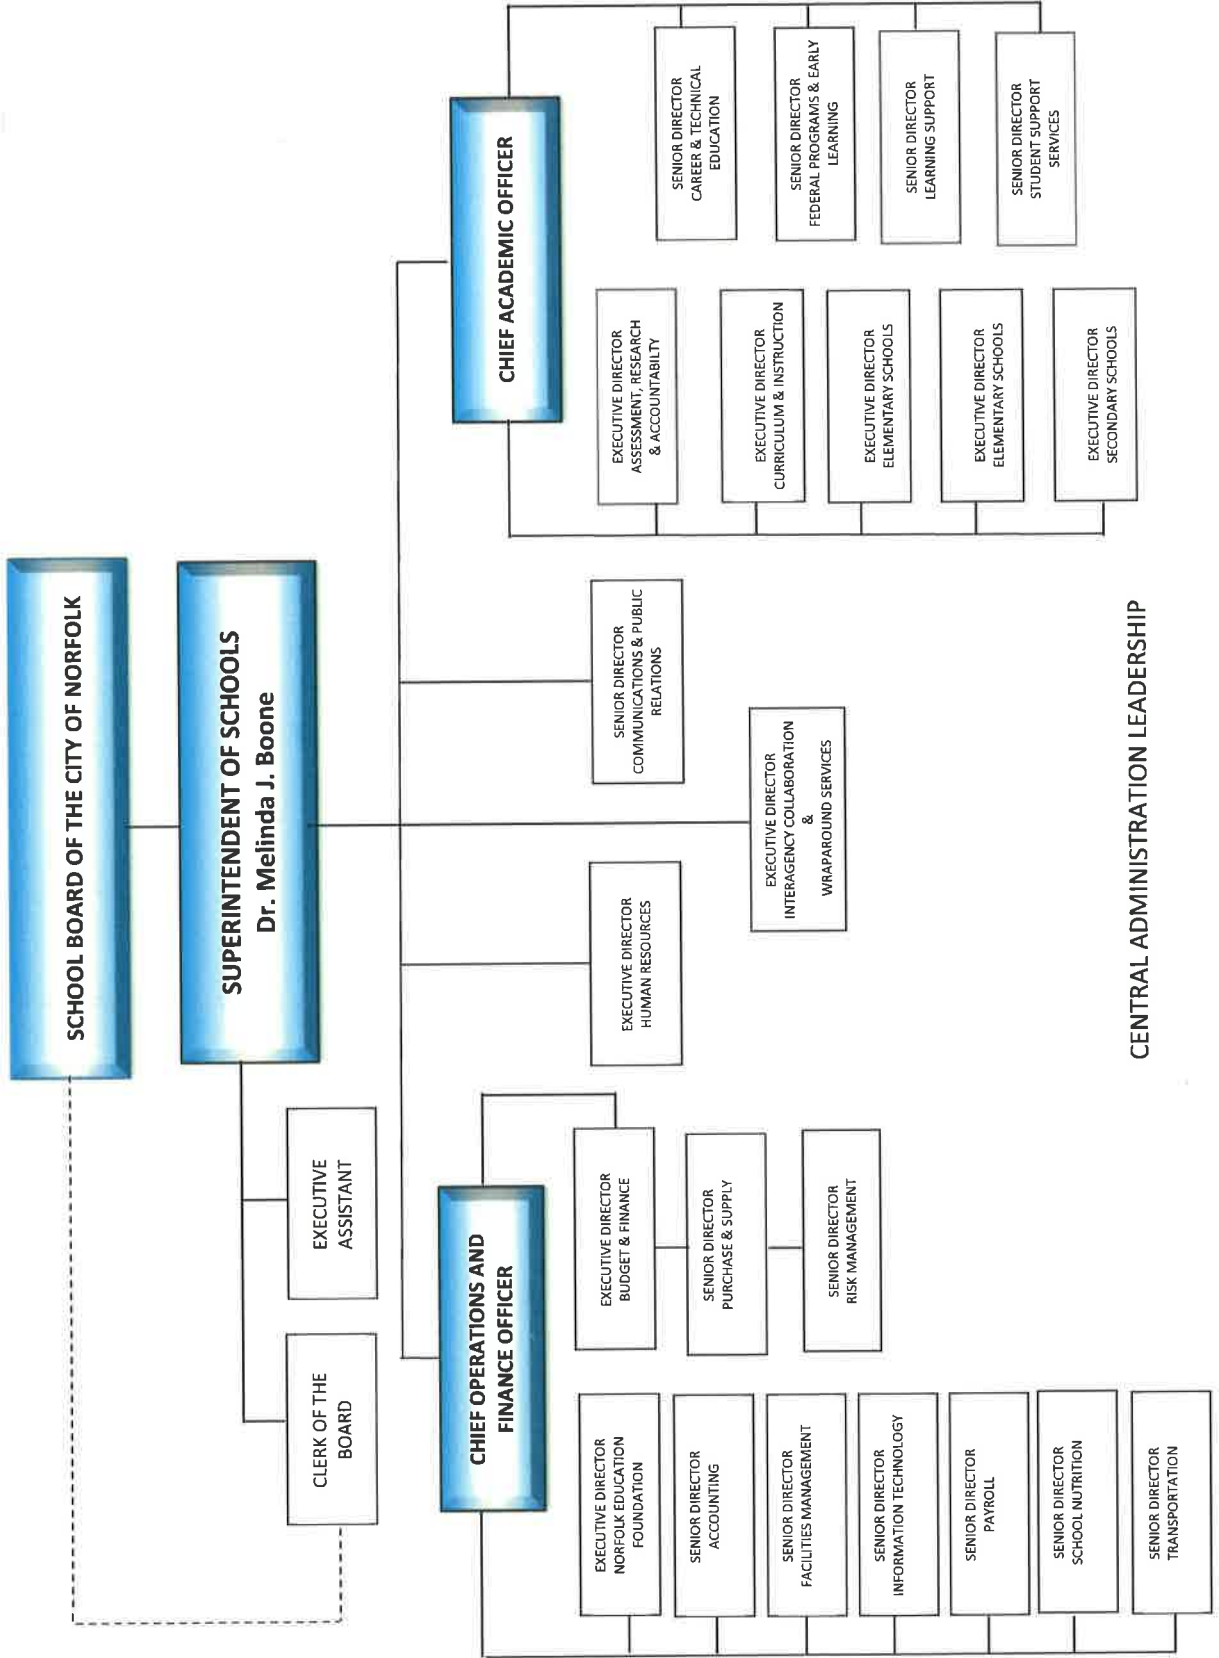 SCHOOL BOARD OF THE CITY OF NORFOLK
SUPERINTENDENT OF SCHOOLS
Dr. Melinda J. Boone
CLERK OF THE
BOARD
EXECUTIVE
ASSISTANT
CHIEF OPERATIONS AND
FINANCE OFFICER
CHIEF ACADEMIC OFFICER
EXECUTIVE DIRECTOR
NORFOLK EDUCATION
FOUNDATION
SENIOR DIRECTOR
ACCOUNTING
SENIOR DIRECTOR
FACILITIES MANAGEMENT
SENIOR DIRECTOR
INFORMATION TECHNOLOGY
SENIOR DIRECTOR
PAYROLL
SENIOR DIRECTOR
SCHOOL NUTRITION
SENIOR DIRECTOR
TRANSPORTATION
EXECUTIVE DIRECTOR
BUDGET & FINANCE
SENIOR DIRECTOR
PURCHASE & SUPPLY
SENIOR DIRECTOR
RISK MANAGEMENT
EXECUTIVE DIRECTOR
HUMAN RESOURCES
EXECUTIVE DIRECTOR
INTERAGENCY COLLABORATION
&
WRAPAROUND SERVICES
SENIOR DIRECTOR
COMMUNICATIONS & PUBLIC
RELATIONS
EXECUTIVE DIRECTOR
ASSESSMENT, RESEARCH
& ACCOUNTABILTY
EXECUTIVE DIRECTOR
CURRICULUM & INSTRUCTION
EXECUTIVE DIRECTOR
ELEMENTARY SCHOOLS
EXECUTIVE DIRECTOR
ELEMENTARY SCHOOLS
EXECUTIVE DIRECTOR
SECONDARY SCHOOLS
SENIOR DIRECTOR
CAREER & TECHNICAL
EDUCATION
SENIOR DIRECTOR
FEDERAL PROGRAMS & EARLY
LEARNING
SENIOR DIRECTOR
LEARNING SUPPORT
SENIOR DIRECTOR
STUDENT SUPPORT
SERVICES
CENTRAL ADMINISTRATION LEADERSHIP